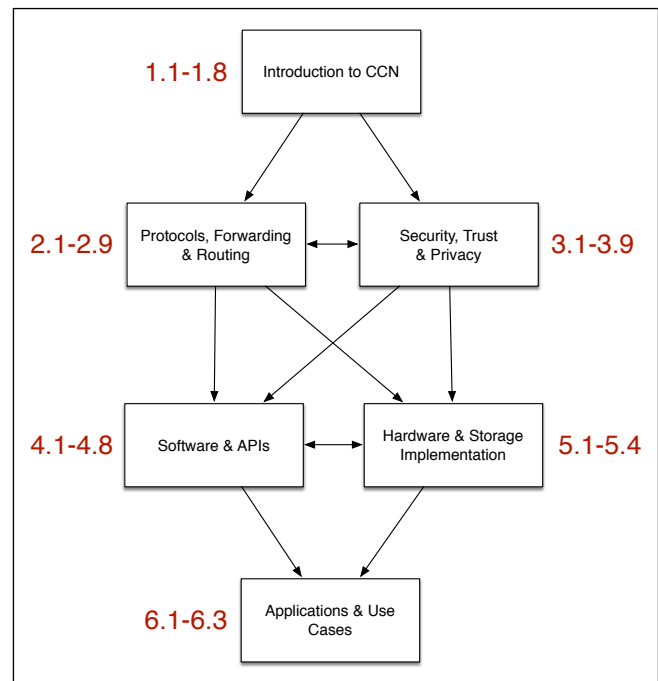 1.1-1.8
Introduction to CCN
2.1-2.9
Protocols, Forwarding
& Routing
Security, Trust
& Privacy
3.1-3.9
4.1-4.8
Software & APIs
Hardware & Storage
Implementation
5.1-5.4
6.1-6.3
Applications & Use
Cases